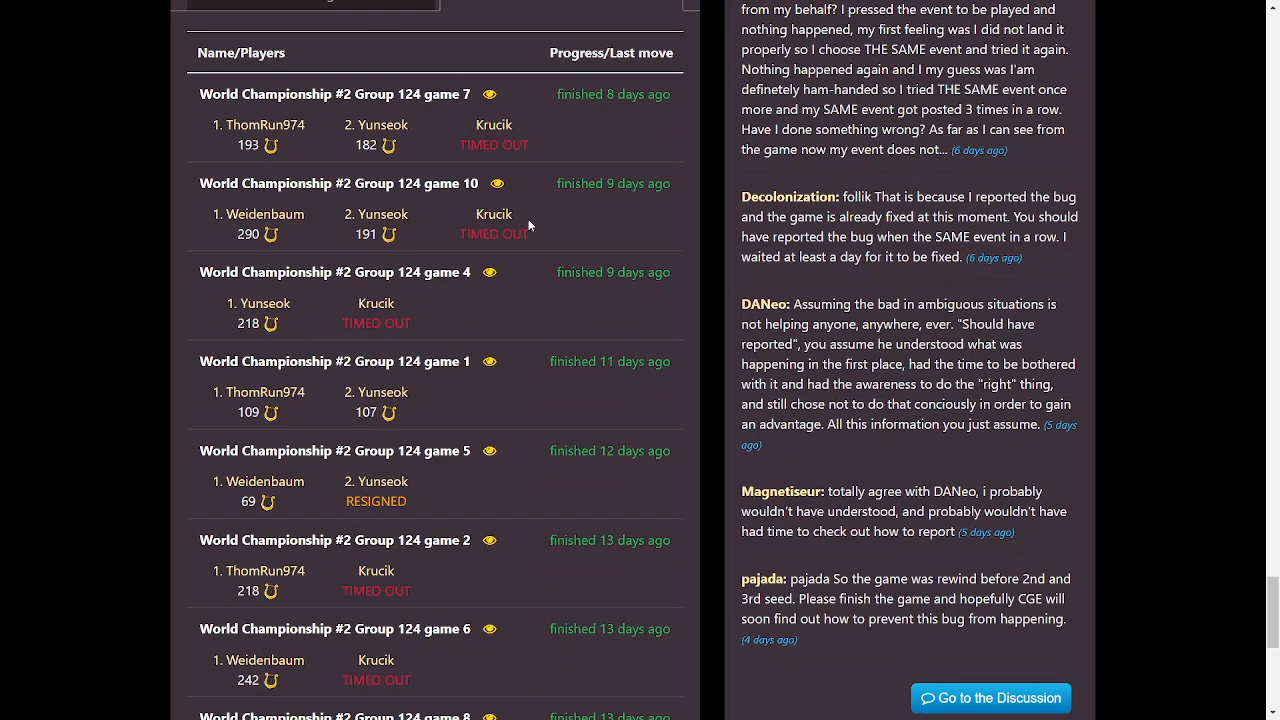 Name/Players Progress/Last move
World Championship #2 Group 124 game 7 finished 8 days ago
1. ThomRun974 2. Yunseok Krucik
193 182 TIMED OUT
World Championship #2 Group 124 game 10 finished 9 days ago
1. Weidenbaum 2. Yunseok Krucik
290 191 TIMED OUT
World Championship #2 Group 124 game 4 finished 9 days ago
1. Yunseok Krucik
218 TIMED OUT
World Championship #2 Group 124 game 1 finished 11 days ago
1. ThomRun974 2. Yunseok
109 107
World Championship #2 Group 124 game 5 finished 12 days ago
1. Weidenbaum 2. Yunseok
69 RESIGNED
World Championship #2 Group 124 game 2 finished 13 days ago
1. ThomRun974 Krucik
218 TIMED OUT
World Championship #2 Group 124 game 6 finished 13 days ago
1. Weidenbaum Krucik
242 TIMED OUT
World Championship #2 Group 124 game 8 finished 13 days ago
from my behalf? I pressed the event to be played and
nothing happened, my first feeling was I did not land it
properly so I choose THE SAME event and tried it again.
Nothing happened again and I my guess was I'am
definetely ham-handed so I tried THE SAME event once
more and my SAME event got posted 3 times in a row.
Have I done something wrong? As far as I can see from
the game now my event does not... (6 days ago)
Decolonization: follik That is because I reported the bug
and the game is already fixed at this moment. You should
have reported the bug when the SAME event in a row. I
waited at least a day for it to be fixed. (6 days ago)
DANeo: Assuming the bad in ambiguous situations is
not helping anyone, anywhere, ever. "Should have
reported", you assume he understood what was
happening in the first place, had the time to be bothered
with it and had the awareness to do the "right" thing,
and still chose not to do that conciously in order to gain
an advantage. All this information you just assume. (5 days
ago)
Magnetiseur: totally agree with DANeo, i probably
wouldn't have understood, and probably wouldn't have
had time to check out how to report (5 days ago)
pajada: pajada So the game was rewind before 2nd and
3rd seed. Please finish the game and hopefully CGE will
soon find out how to prevent this bug from happening.
(4 days ago)
Go to the Discussion